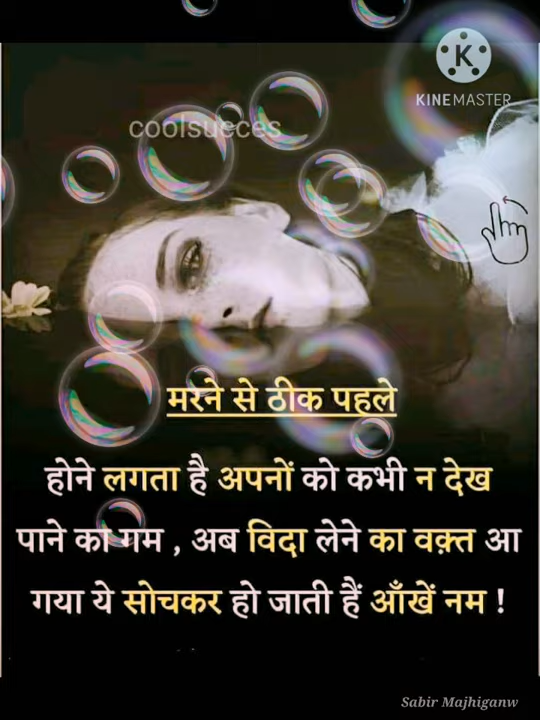 KINEMASTER
coolsucces
मरने से ठीक पहले
होने लगता है अपनों को कभी न देख
पाने का गम , अब विदा लेने का वक़्त आ
गया ये सोचकर हो जाती हैं आँखें नम !
Sabir Majhiganw